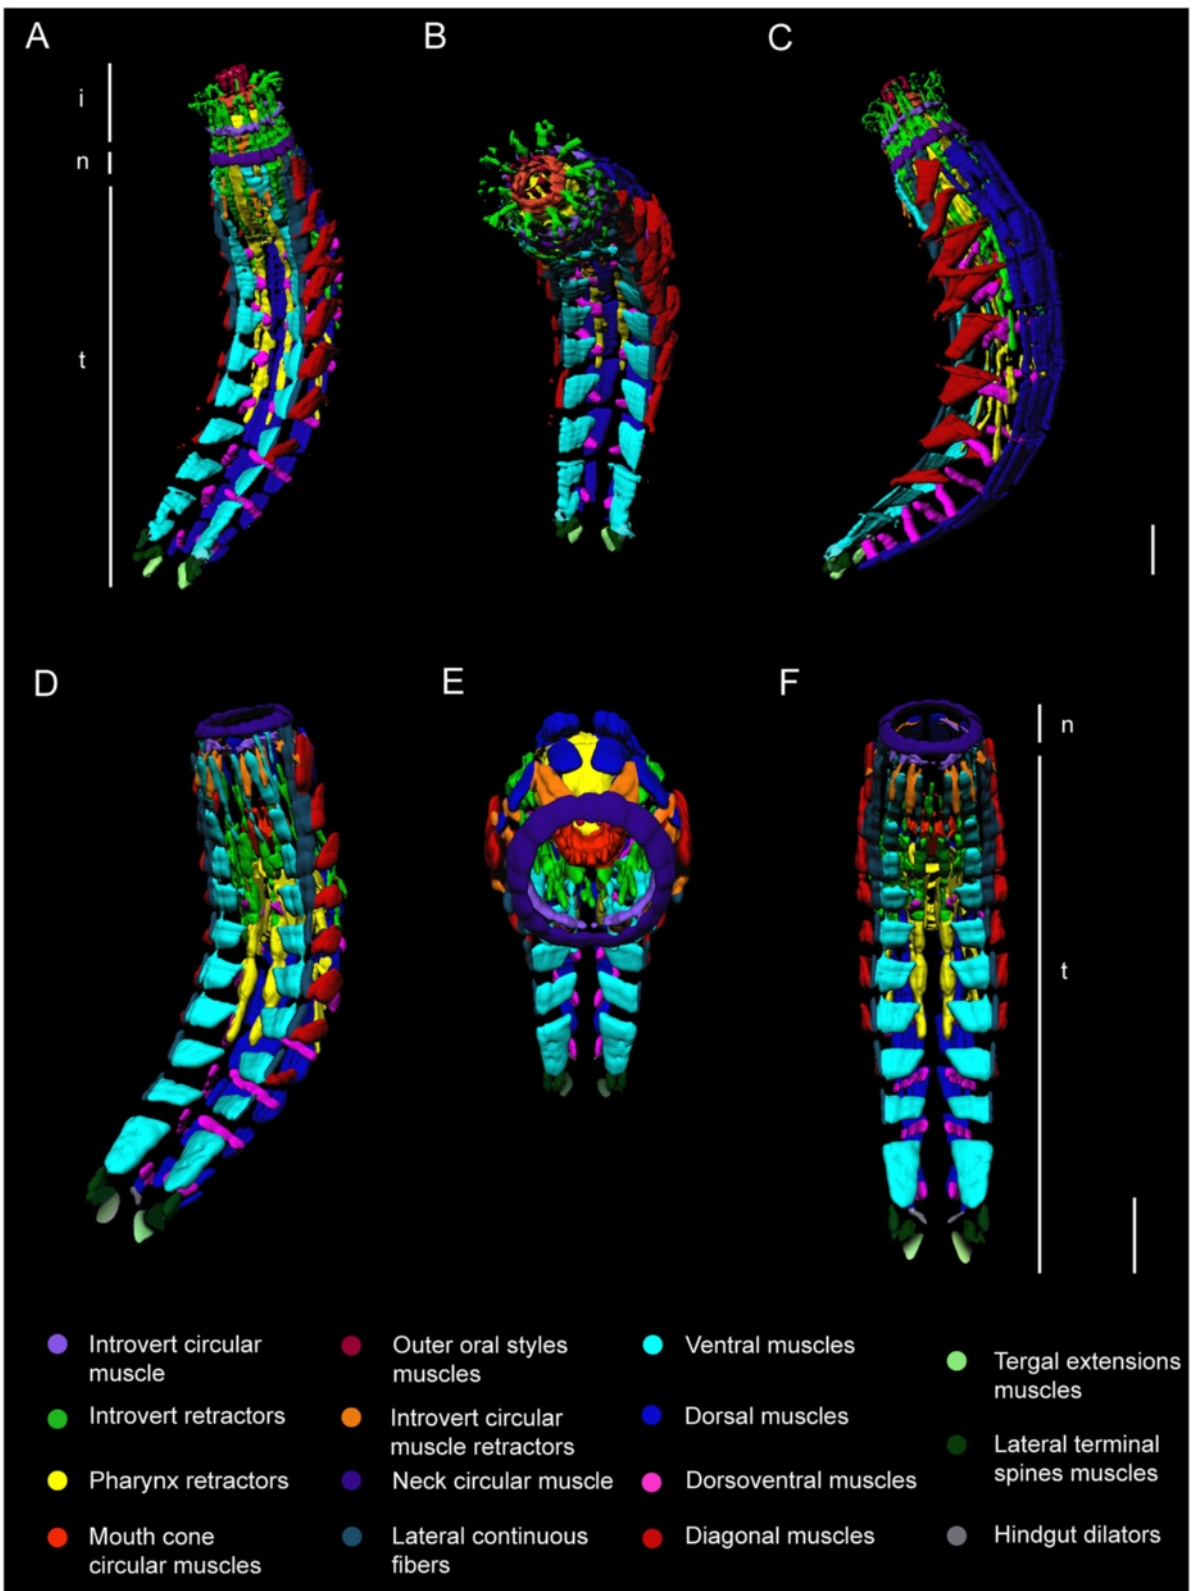 A
B
C
i
n
t
D
E
F
n
t
Introvert circular
muscle
Introvert retractors
Pharynx retractors
Mouth cone
circular muscles
Outer oral styles
muscles
Introvert circular
muscle retractors
Neck circular muscle
Lateral continuous
fibers
Ventral muscles
Dorsal muscles
Dorsoventral muscles
Diagonal muscles
Tergal extensions
muscles
Lateral terminal
spines muscles
Hindgut dilators